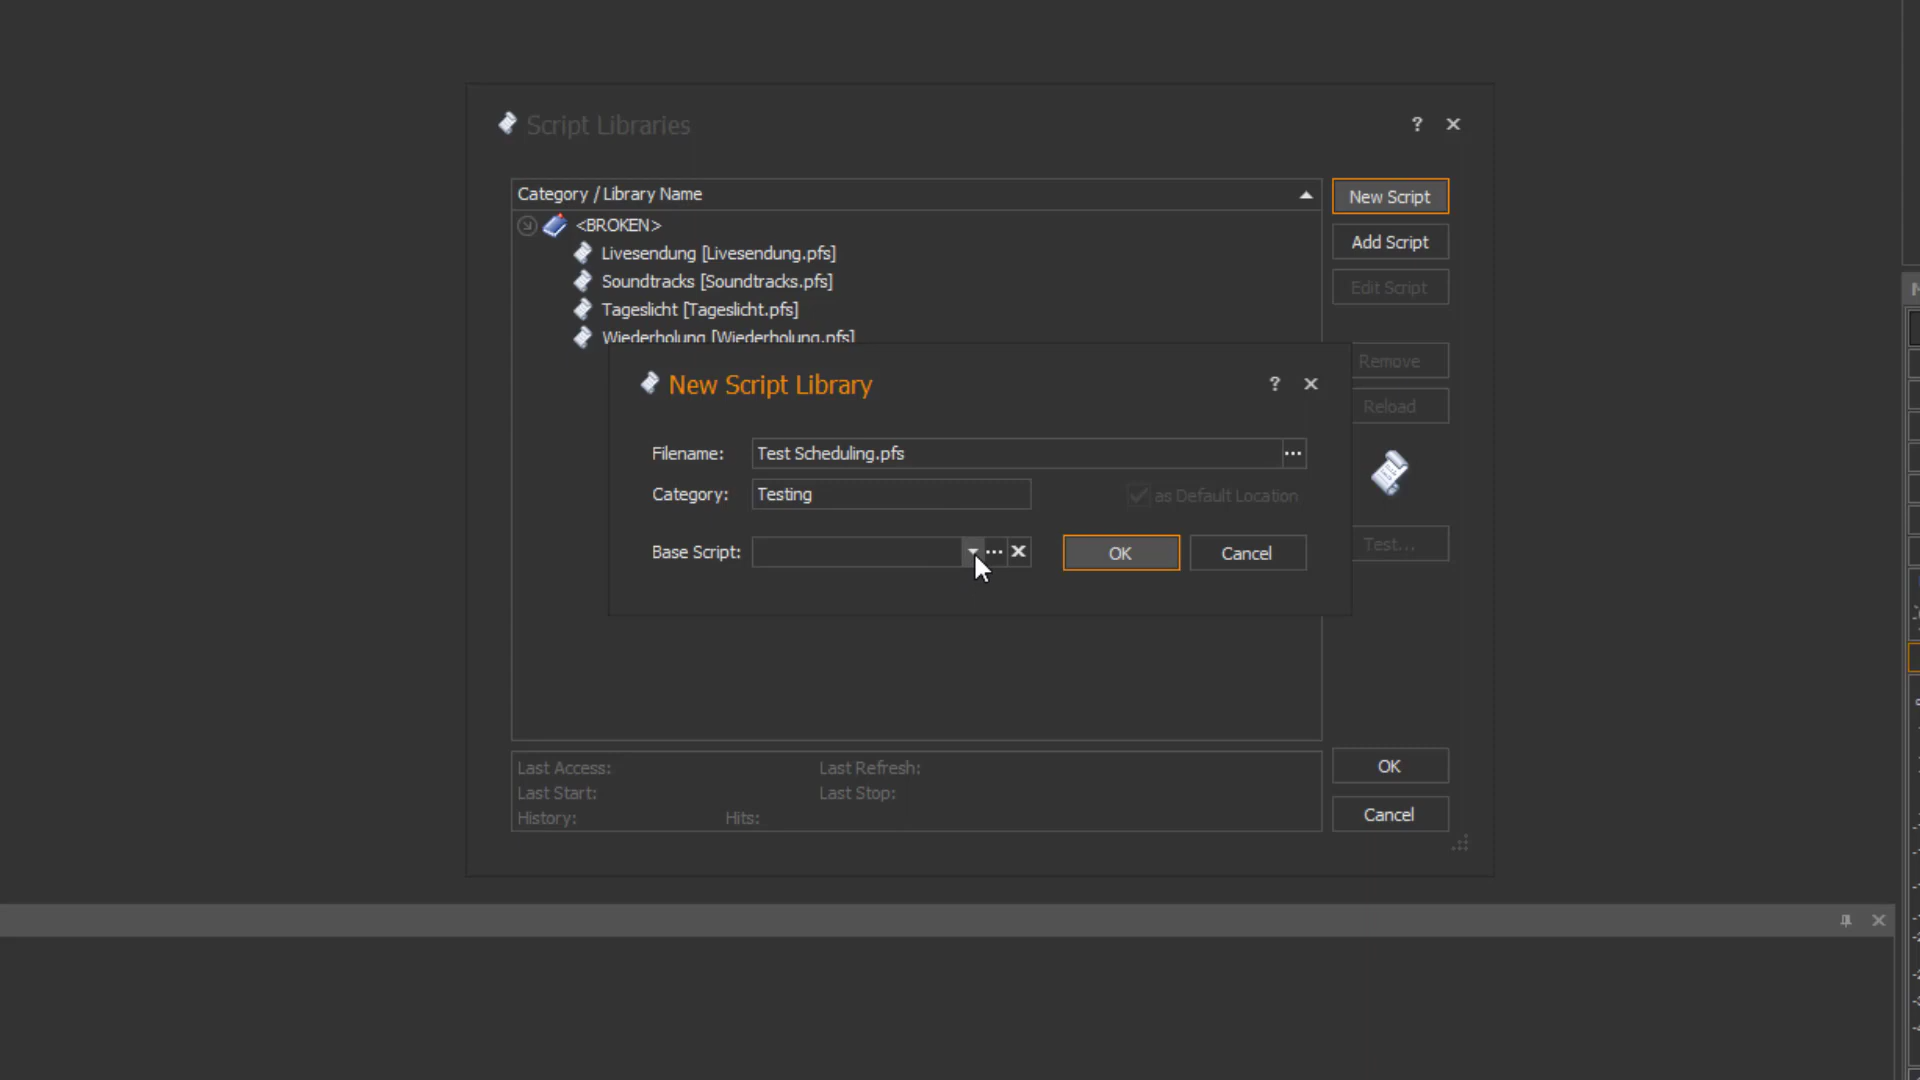 Script Libraries
?
Category / Library Name
New Script
<BROKEN>
Livesendung [Livesendung.pfs]
Add Script
Soundtracks [Soundtracks.pfs]
Edit Script
Tageslicht [Tageslicht.pfs]
Wiederholung [Wiederholung.pfs]
Remove
New Script Library
?
Reload
Filename:
Test Scheduling.pfs
...
Category:
Testing
as Default Location
Base Script:
...
OK
Cancel
Test...
Last Access:
Last Refresh:
OK
Last Start:
Last Stop:
History:
Hits:
Cancel